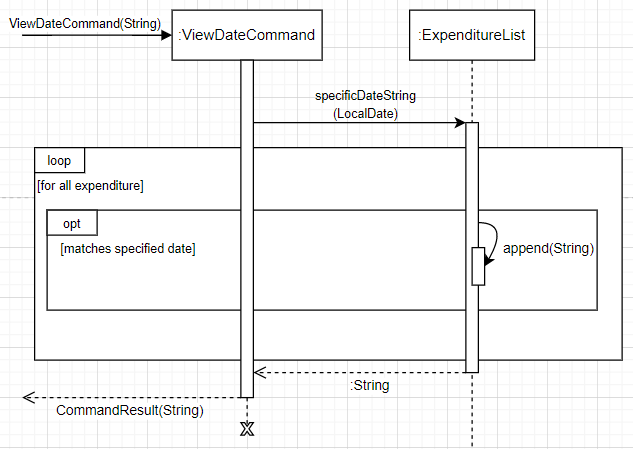 ViewDateCommand(String)
:ViewDateCommand
:ExpenditureList
specificDateString
(LocalDate)
loop
[for all expenditure]
opt
[matches specified date]
append(String)
:String
CommandResult(String)